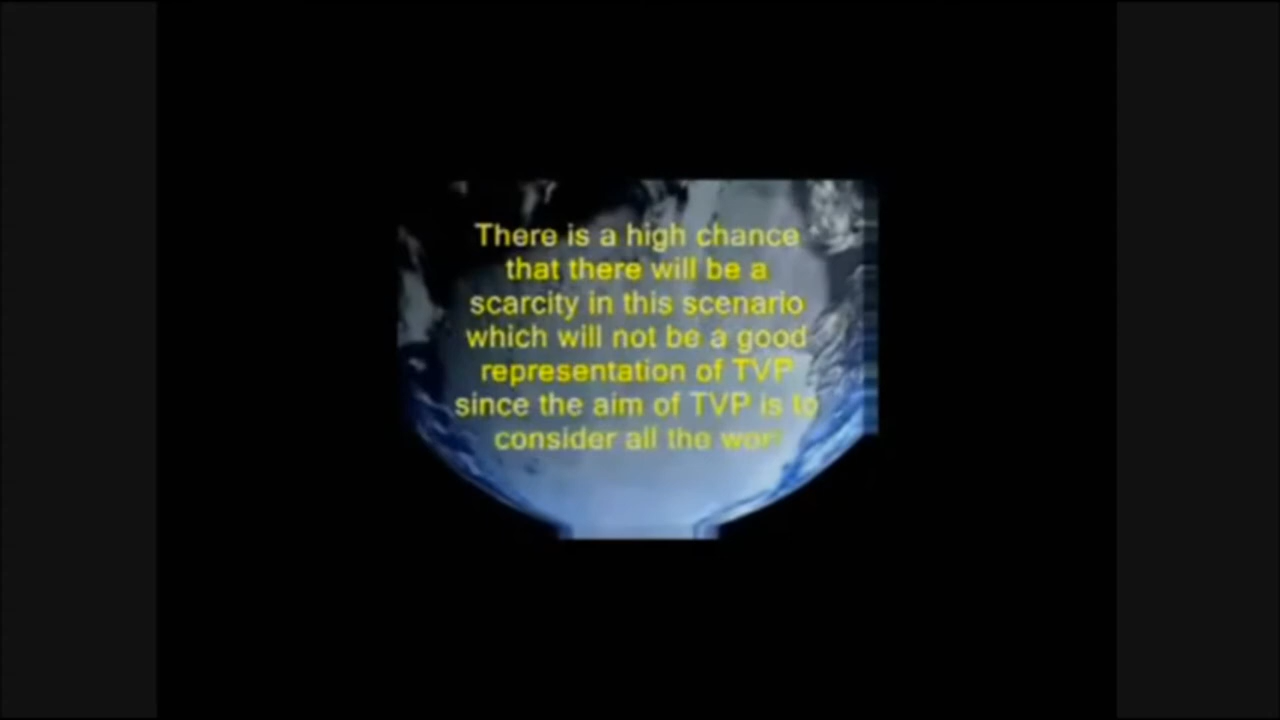 There is a high chance
that there will be a
scarcity in this scenario
which will not be a good
representation of TVP
since the aim of TVP is to
consider all the